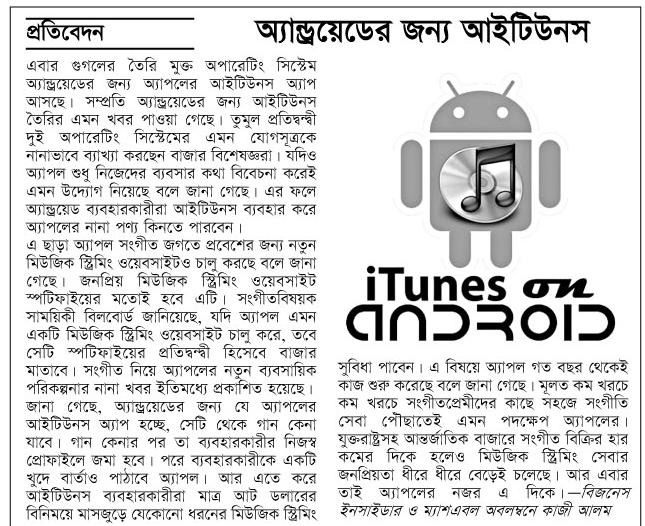 প্রতিবেদন
অ্যান্ড্রয়েডের জন্য আইটিউনস
এবার গুগলের তৈরি মুক্ত অপারেটিং সিস্টেম
অ্যান্ড্রয়েডের জন্য অ্যাপলের আইটিউনস অ্যাপ
আসছে। সম্প্রতি অ্যান্ড্রয়েডের জন্য আইটিউনস
তৈরির এমন খবর পাওয়া গেছে। তুমুল প্রতিদ্বন্দ্বী
দুই অপারেটিং সিস্টেমের এমন যোগসূত্রকে
নানাভাবে ব্যাখ্যা করছেন বাজার বিশেষজ্ঞরা। যদিও
অ্যাপল শুধু নিজেদের ব্যবসার কথা বিবেচনা করেই
এমন উদ্যোগ নিয়েছে বলে জানা গেছে। এর ফলে
অ্যান্ড্রয়েড ব্যবহারকারীরা আইটিউনস ব্যবহার করে
অ্যাপলের নানা পণ্য কিনতে পারবেন।
এ ছাড়া অ্যাপল সংগীত জগতে প্রবেশের জন্য নতুন
মিউজিক স্ট্রিমিং ওয়েবসাইটও চালু করছে বলে জানা
গেছে। জনপ্রিয় মিউজিক স্ট্রিমিং ওয়েবসাইট
স্পটিফাইয়ের মতোই হবে এটি। সংগীতবিষয়ক
সাময়িকী বিলবোর্ড জানিয়েছে, যদি অ্যাপল এমন
একটি মিউজিক স্ট্রিমিং ওয়েবসাইট চালু করে, তবে
সেটি স্পটিফাইয়ের প্রতিদ্বন্দ্বী হিসেবে বাজার
মাতাবে। সংগীত নিয়ে অ্যাপলের নতুন ব্যবসায়িক
পরিকল্পনার নানা খবর ইতিমধ্যে প্রকাশিত হয়েছে।
জানা গেছে, অ্যান্ড্রয়েডের জন্য যে অ্যাপলের
আইটিউনস অ্যাপ হচ্ছে, সেটি থেকে গান কেনা
যাবে। গান কেনার পর তা ব্যবহারকারীর নিজস্ব
প্রোফাইলে জমা হবে। পরে ব্যবহারকারীকে একটি
খুদে বার্তাও পাঠাবে অ্যাপল। আর এতে করে
আইটিউনস ব্যবহারকারীরা মাত্র আট ডলারের
বিনিময়ে মাসজুড়ে যেকোনো ধরনের মিউজিক স্ট্রিমিং
iTunes on
ANDROID
সুবিধা পাবেন। এ বিষয়ে অ্যাপল গত বছর থেকেই
কাজ শুরু করেছে বলে জানা গেছে। মূলত কম খরচে
কম খরচে সংগীতপ্রেমীদের কাছে সহজে সংগীতি
সেবা পৌছাতেই এমন পদক্ষেপ অ্যাপলের।
যুক্তরাষ্ট্রসহ আন্তর্জাতিক বাজারে সংগীত বিক্রির হার
কমের দিকে হলেও মিউজিক স্ট্রিমিং সেবার
জনপ্রিয়তা ধীরে ধীরে বেড়েই চলেছে। আর এবার
তাই অ্যাপলের নজর এ দিকে।—বিজনেস
ইনসাইডার ও ম্যাশএবল অবলম্বনে কাজী আলম